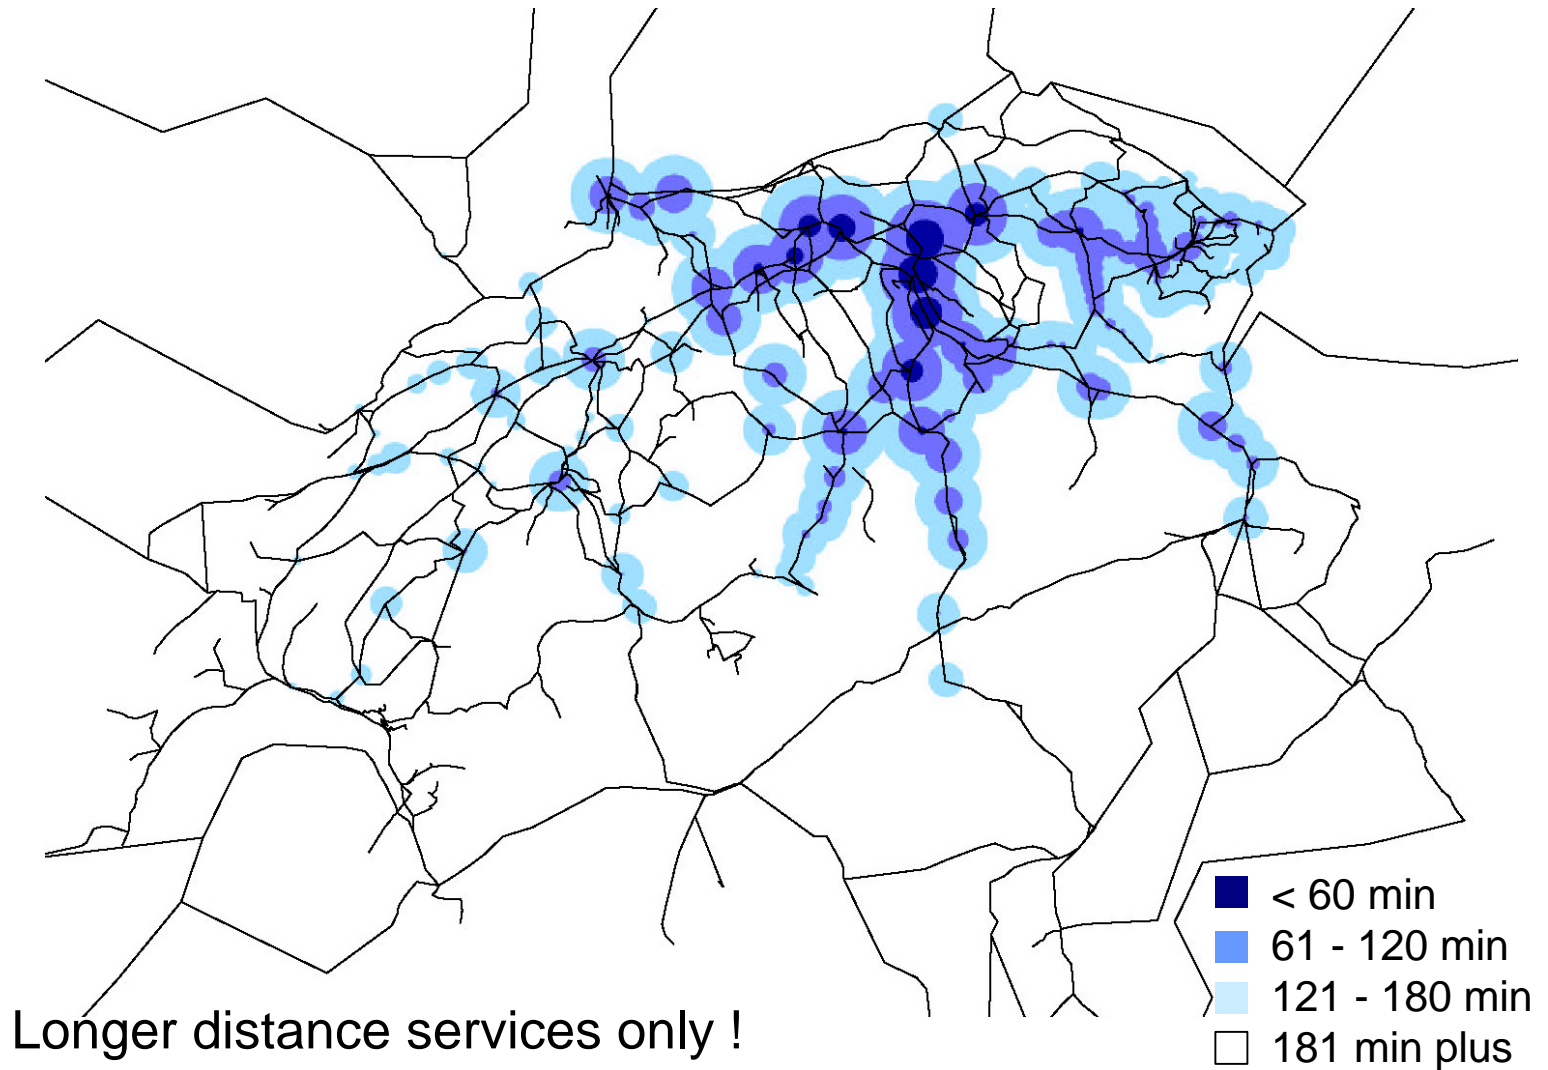 < 60 min
61 - 120 min
121 - 180 min
181 min plus
Longer distance services only !